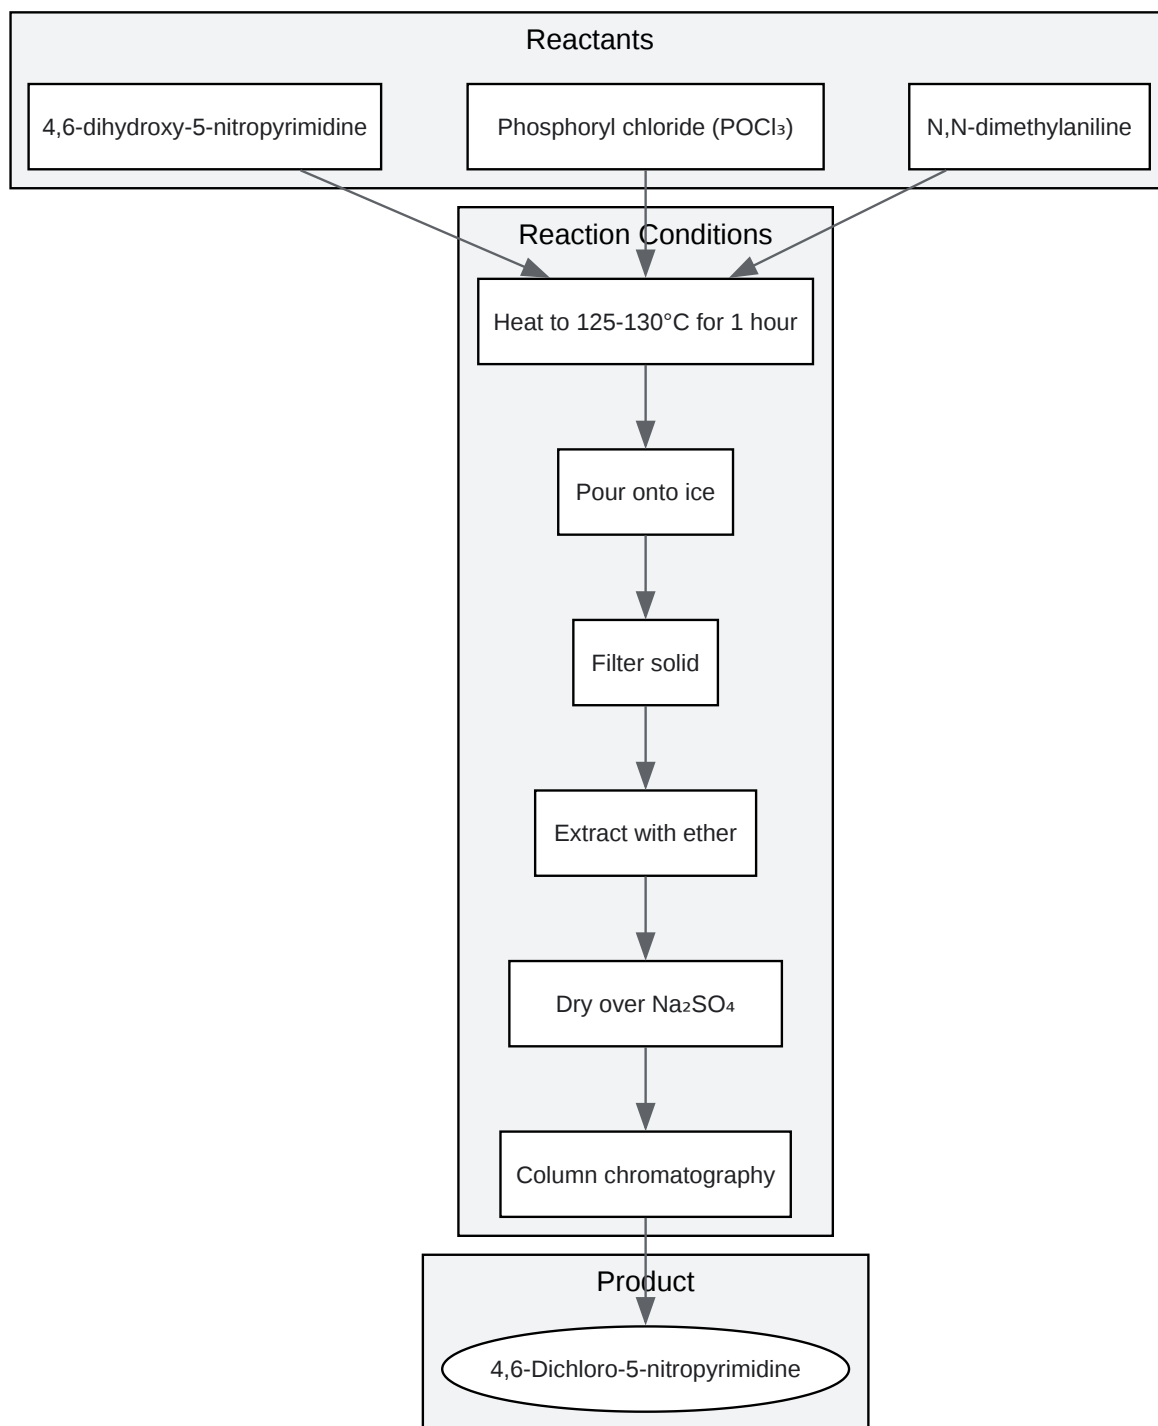 Reactants
4,6-dihydroxy-5-nitropyrimidine
Phosphoryl chloride (POCl₃)
N,N-dimethylaniline
Reaction Conditions
Heat to 125-130°C for 1 hour
Pour onto ice
Filter solid
Extract with ether
Dry over Na₂SO₄
Column chromatography
Product
4,6-Dichloro-5-nitropyrimidine